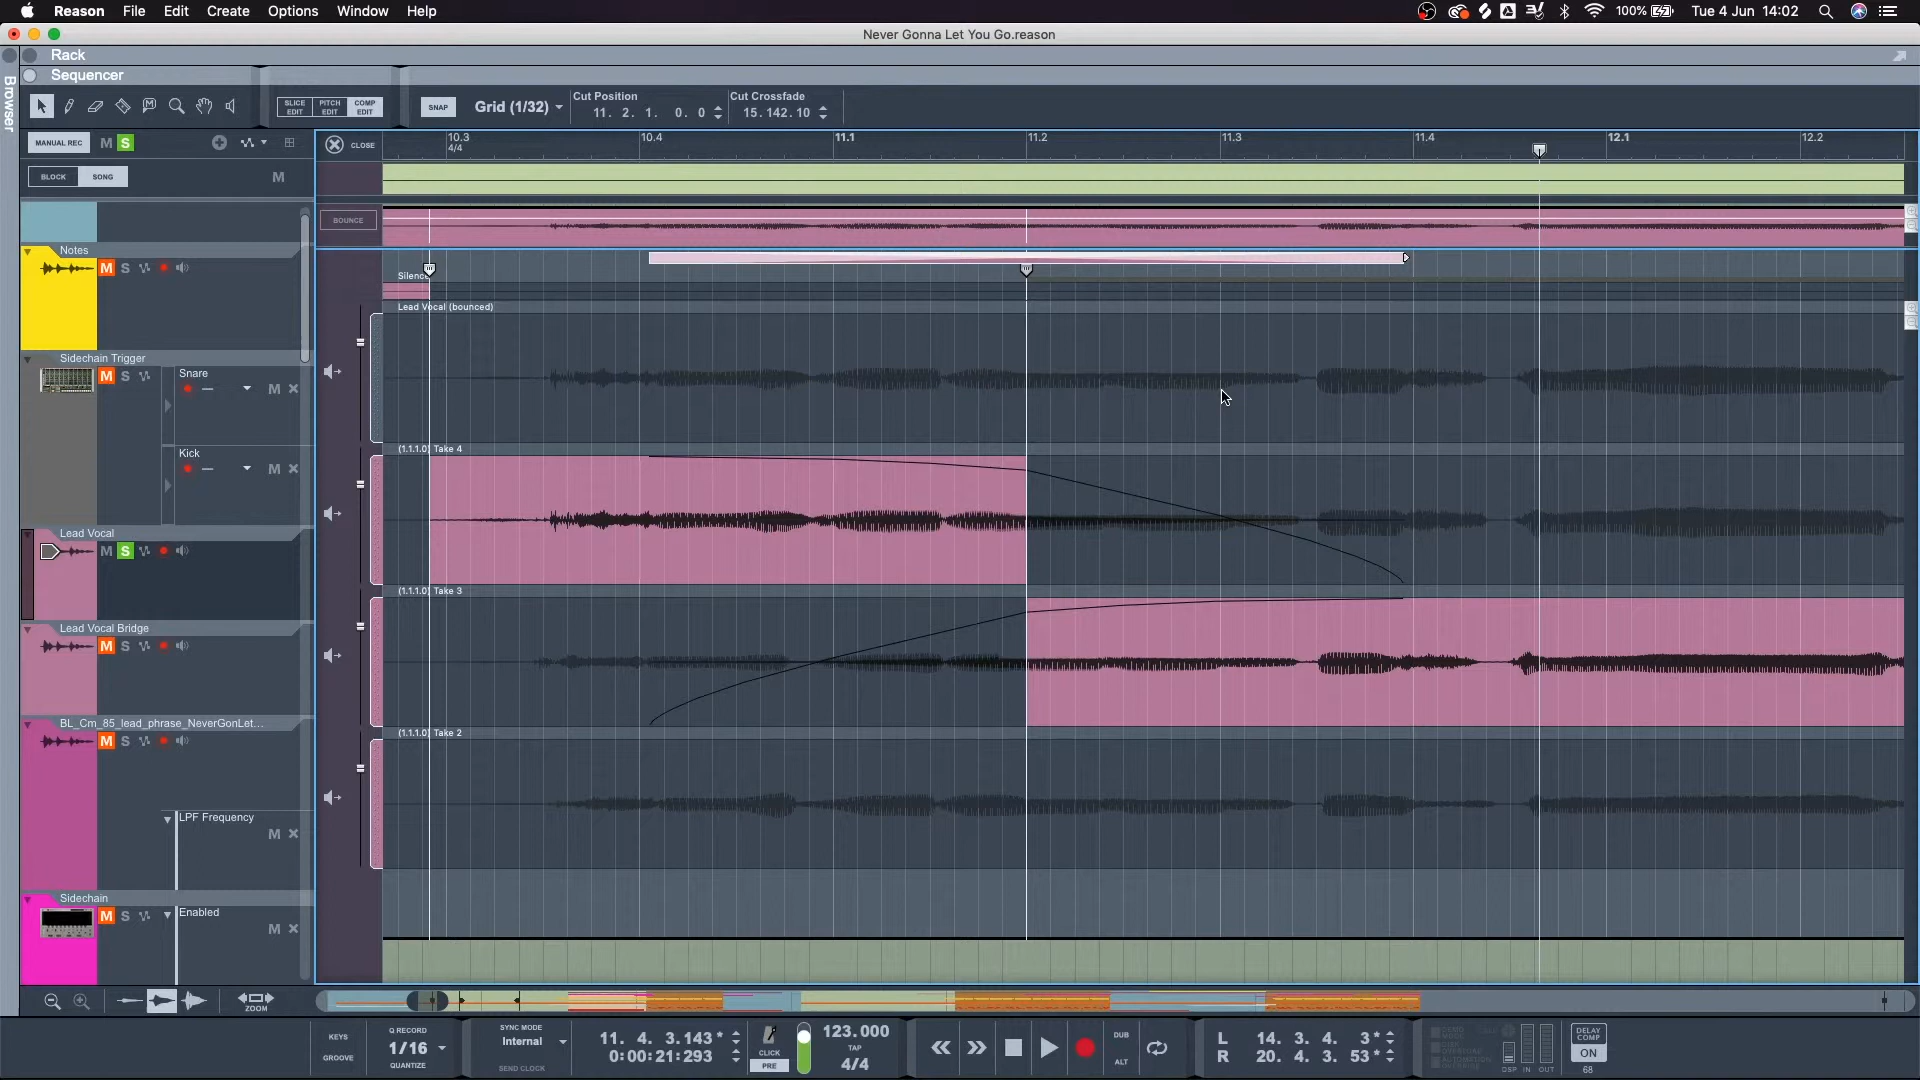 Reason File Edit Create Options Window Help 100% Tue 4 Jun 14:02
Never Gonna Let You Go.reason
Rack
Sequencer
Browser
SLICE EDIT PITCH EDIT COMP EDIT SNAP Grid (1/32) Cut Position 11. 2. 1. 0. 0 Cut Crossfade 15.142.10
MANUAL REC M S
CLOSE 10.3 4/4 10.4 11.1 11.2 11.3 11.4 12.1 12.2
BLOCK SONG M
BOUNCE
Notes
M S
Silence
Lead Vocal (bounced)
Sidechain Trigger
M S
Snare
M
Kick
M
(1.1.1.0) Take 4
Lead Vocal
M S
(1.1.1.0) Take 3
Lead Vocal Bridge
M S
BL_Cm_85_lead_phrase_NeverGonLet...
M S
(1.1.1.0) Take 2
LPF Frequency
M
Sidechain
M S
Enabled
M
ZOOM
KEYS
GROOVE
Q RECORD
1/16
QUANTIZE
SYNC MODE
Internal
SEND CLOCK
11. 4. 3.143 *
0:00:21:293
CLICK
PRE
123.000
TAP
4/4
DUB
ALT
L 14. 3. 4. 3 *
R 20. 4. 3. 53 *
DSP IN OUT
DELAY COMP
ON
68